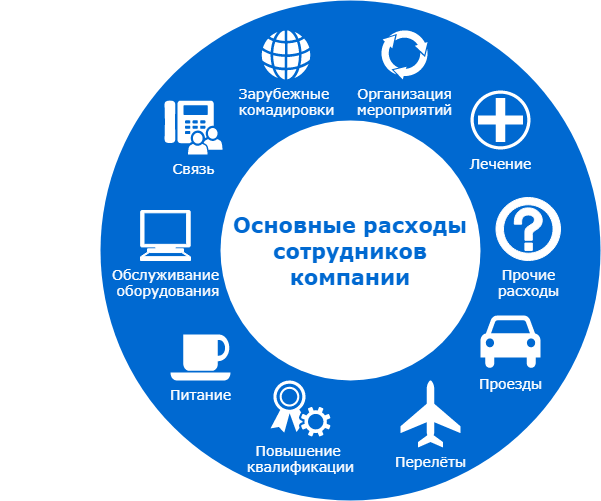 Основные расходы
сотрудников
компании
Зарубежные
комадировки
Организация
мероприятий
Лечение
Прочие
расходы
Проезды
Перелёты
Повышение
квалификации
Питание
Обслуживание
оборудования
Связь